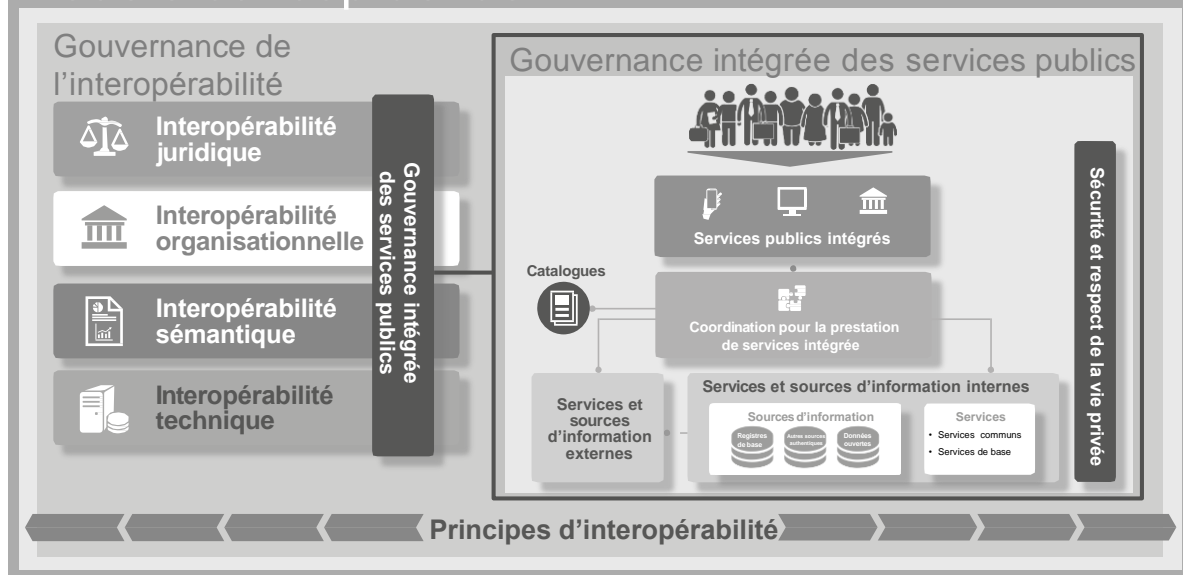 Gouvernance de
l’interopérabilité
Interopérabilité
juridique
Interopérabilité
organisationnelle
Interopérabilité
sémantique
Interopérabilité
technique
Gouvernance intégrée
des services publics
Gouvernance intégrée des services publics
Services publics intégrés
Catalogues
Coordination pour la prestation
de services intégrée
Services et
sources
d’information
externes
Services et sources d’information internes
Sources d’information
Registres
de base
Autres sources
authentiques
Données
ouvertes
Services
• Services communs
• Services de base
Sécurité et respect de la vie privée
Principes d’interopérabilité